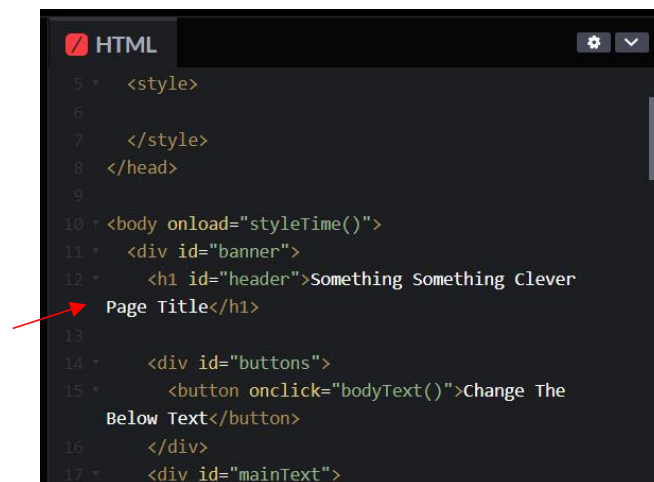 HTML
5 <style>
6
7 </style>
8 </head>
9
10 <body onload="styleTime()">
11 <div id="banner">
12 <h1 id="header">Something Something Clever
Page Title</h1>
13
14 <div id="buttons">
15 <button onclick="bodyText()">Change The
Below Text</button>
16 </div>
17 <div id="mainText">